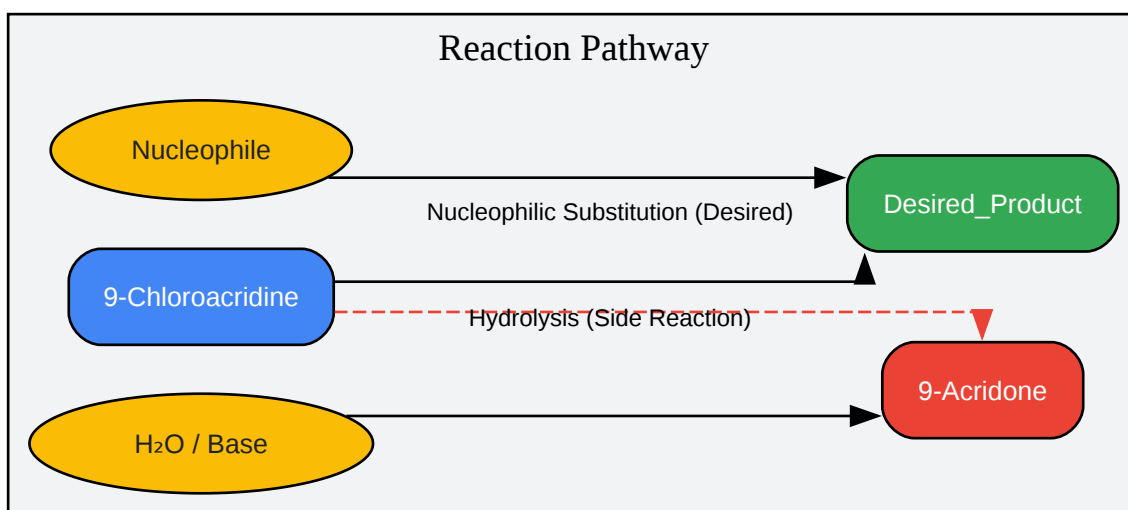 Reaction Pathway
Nucleophile
Nucleophilic Substitution (Desired)
Desired_Product
9-Chloroacridine
Hydrolysis (Side Reaction)
9-Acridone
H₂O / Base